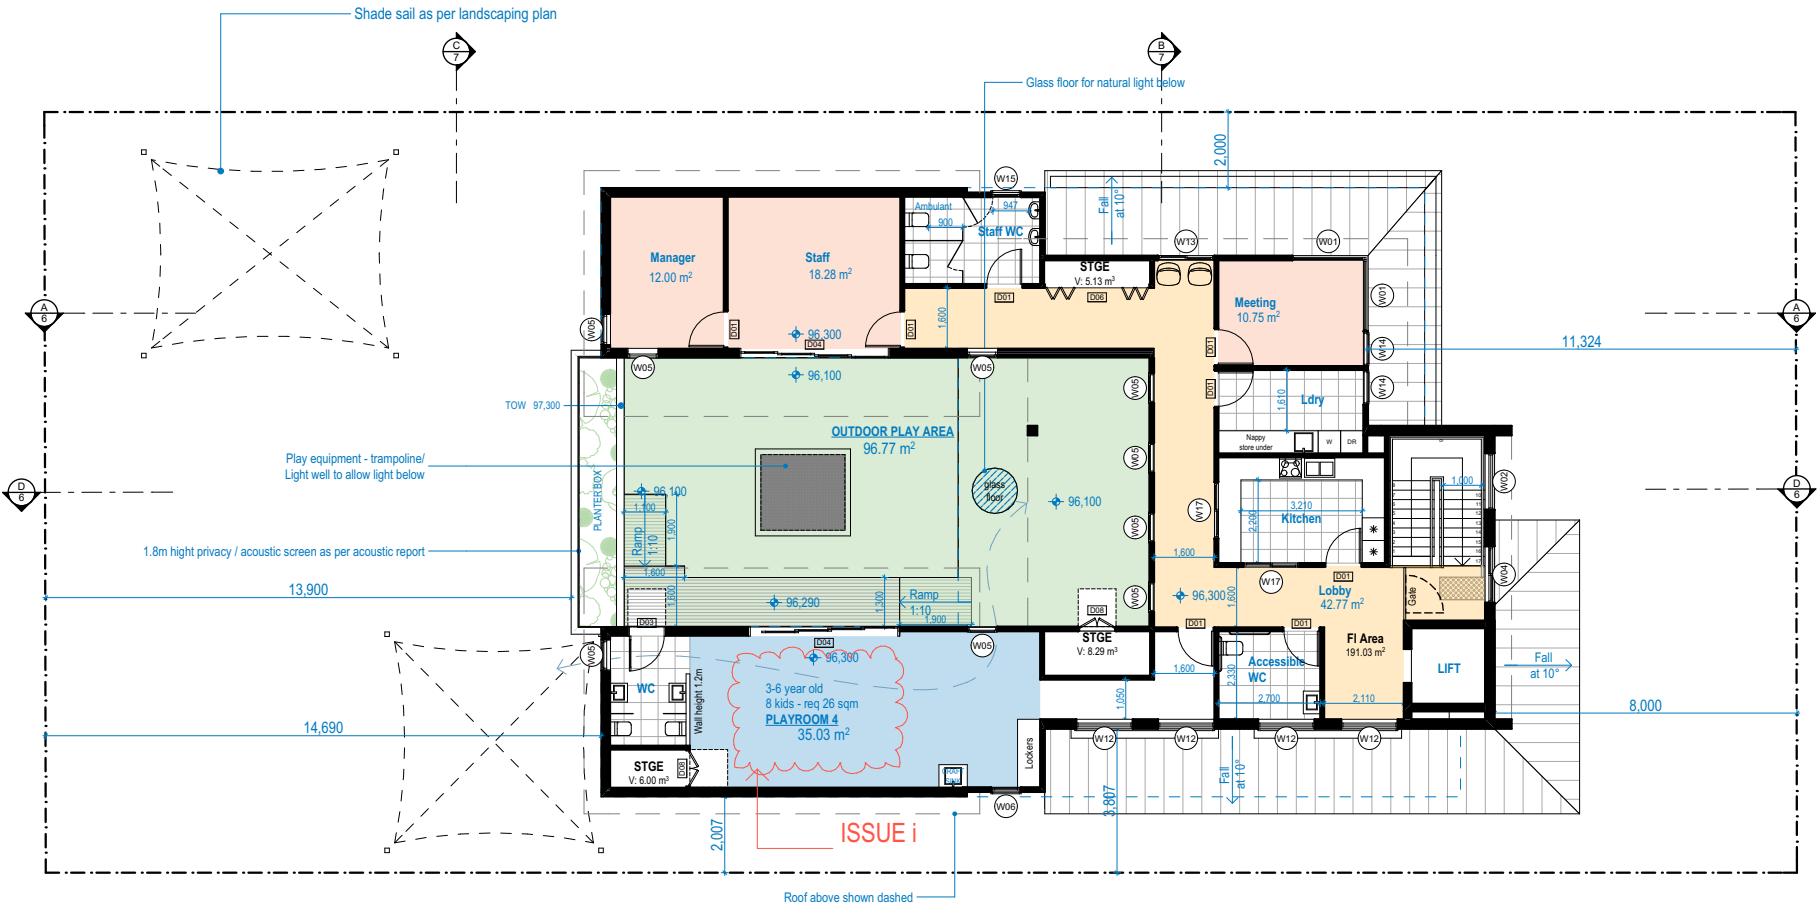 Shade sail as per landscaping plan
C
7
B
7
Glass floor for natural light below
2,000
W15
Ambulant
900
947
Staff WC
Fall
at 10°
W13
W01
Manager
12.00 m²
Staff
18.28 m²
STGE
V: 5.13 m³
D01
D06
Meeting
10.75 m²
W01
A
6
A
6
1,600
W05
D01
D01
96,300
D04
D01
W14
11,324
W05
96,100
W05
W05
D01
W14
1,610
Ldry
TOW 97,300
OUTDOOR PLAY AREA
96.77 m²
Nappy
store under
W
DR
Play equipment - trampoline/
Light well to allow light below
W05
PLANTER BOX
96,100
glass
floor
96,100
W17
3,210
2,200
Kitchen
1,000
W02
D
6
D
6
1,100
1,900
Ramp
1:10
W05
1.8m hight privacy / acoustic screen as per acoustic report
1,600
1,600
W17
D01
W04
13,900
1,600
96,290
1,300
Ramp
1:10
1,900
W05
96,300
1,600
Lobby
42.77 m²
Gate
D03
D04
D08
D01
D01
W05
96,300
W05
STGE
V: 8.29 m³
FI Area
191.03 m²
1,600
2,330
Accessible
WC
LIFT
Fall
at 10°
WC
Wall height 1.2m
3-6 year old
8 kids - req 26 sqm
PLAYROOM 4
35.03 m²
1,050
2,700
2,110
8,000
14,690
W12
W12
W12
W12
STGE
V: 6.00 m³
D08
Lockers
Fall
at 10°
W06
3,807
2,007
ISSUE i
Roof above shown dashed